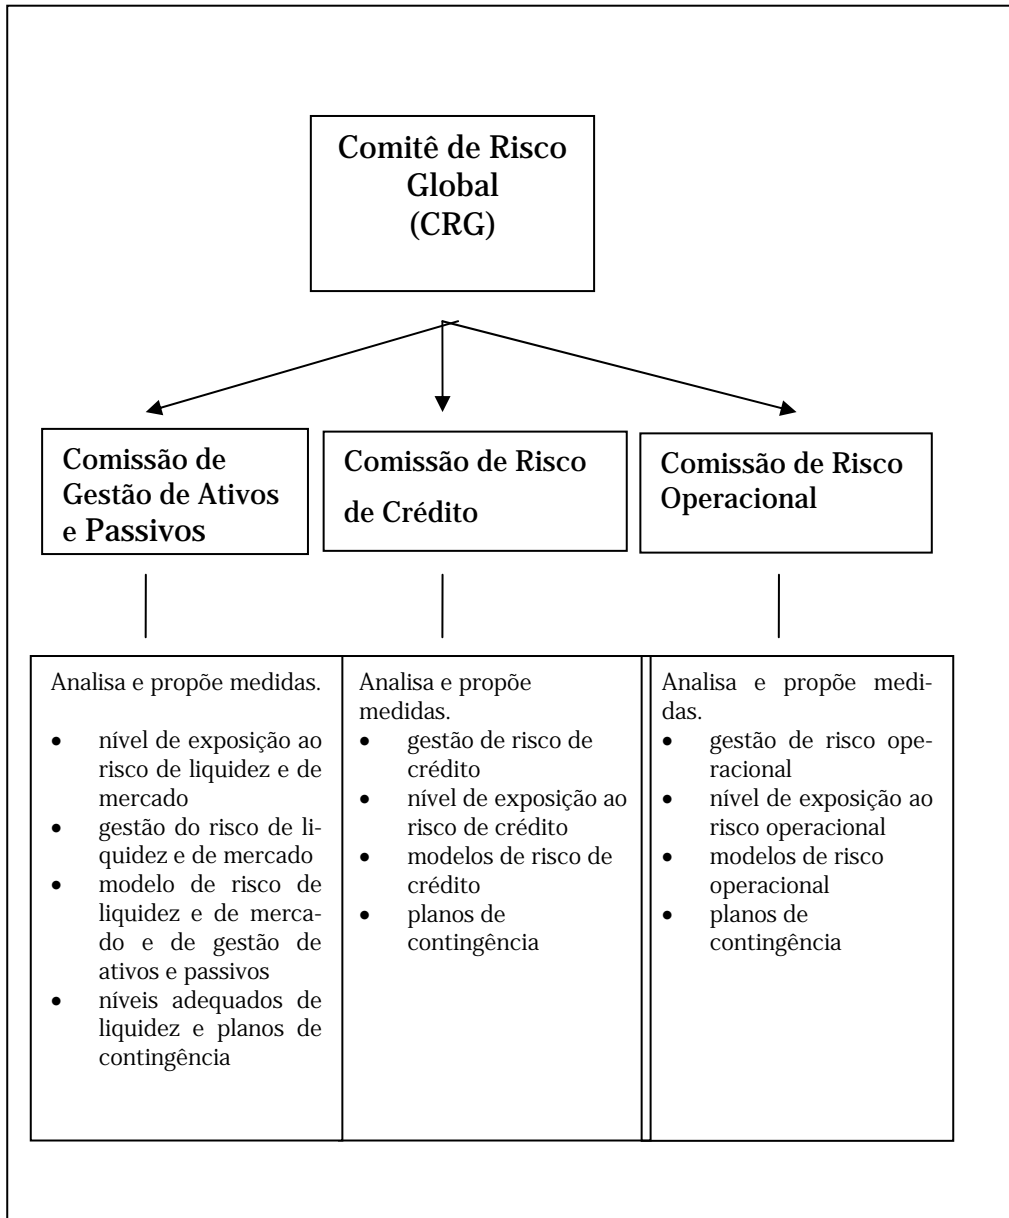 Comitê de Risco
Global
(CRG)
Comissão de
Gestão de Ativos
e Passivos
Comissão de Risco
de Crédito
Comissão de Risco
Operacional
Analisa e propõe medidas.
• nível de exposição ao
risco de liquidez e de
mercado
• gestão do risco de li-
quidez e de mercado
• modelo de risco de
liquidez e de merca-
do e de gestão de
ativos e passivos
• níveis adequados de
liquidez e planos de
contingência
Analisa e propõe
medidas.
• gestão de risco de
crédito
• nível de exposição ao
risco de crédito
• modelos de risco de
crédito
• planos de
contingência
Analisa e propõe medi-
das.
• gestão de risco ope-
racional
• nível de exposição ao
risco operacional
• modelos de risco
operacional
• planos de
contingência